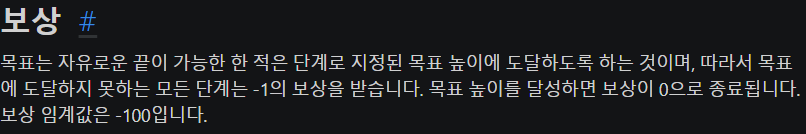 보상 #
목표는 자유로운 끝이 가능한 한 적은 단계로 지정된 목표 높이에 도달하도록 하는 것이며, 따라서 목표
에 도달하지 못하는 모든 단계는 -1의 보상을 받습니다. 목표 높이를 달성하면 보상이 0으로 종료됩니다.
보상 임계값은 -100입니다.